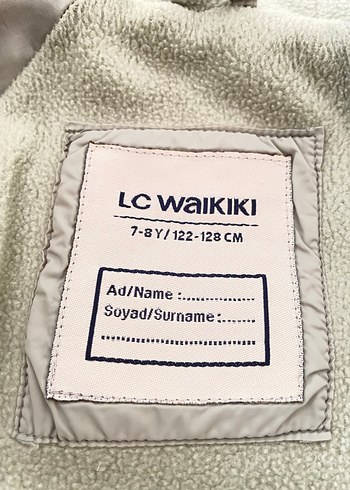 LC WAIKIKI
7-8 Y/ 122-128 CM
Ad/Name :..............
Soyad/Surname :......
..............................